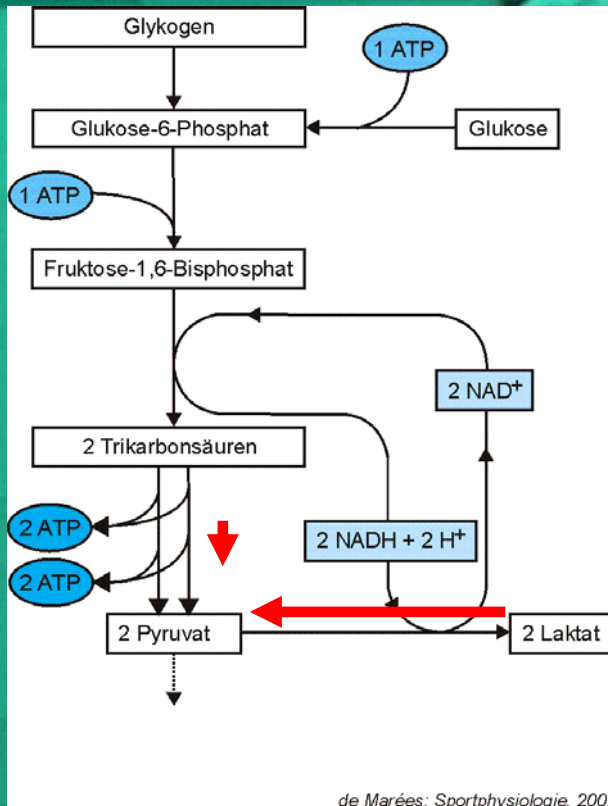 Glykogen
1 ATP
Glukose-6-Phosphat
Glukose
1 ATP
Fruktose-1,6-Bisphosphat
2 NAD+
2 Trikarbonsäuren
2 ATP
2 NADH + 2 H+
2 ATP
2 Pyruvat
2 Laktat
de Marées: Sportphysiologie, 200